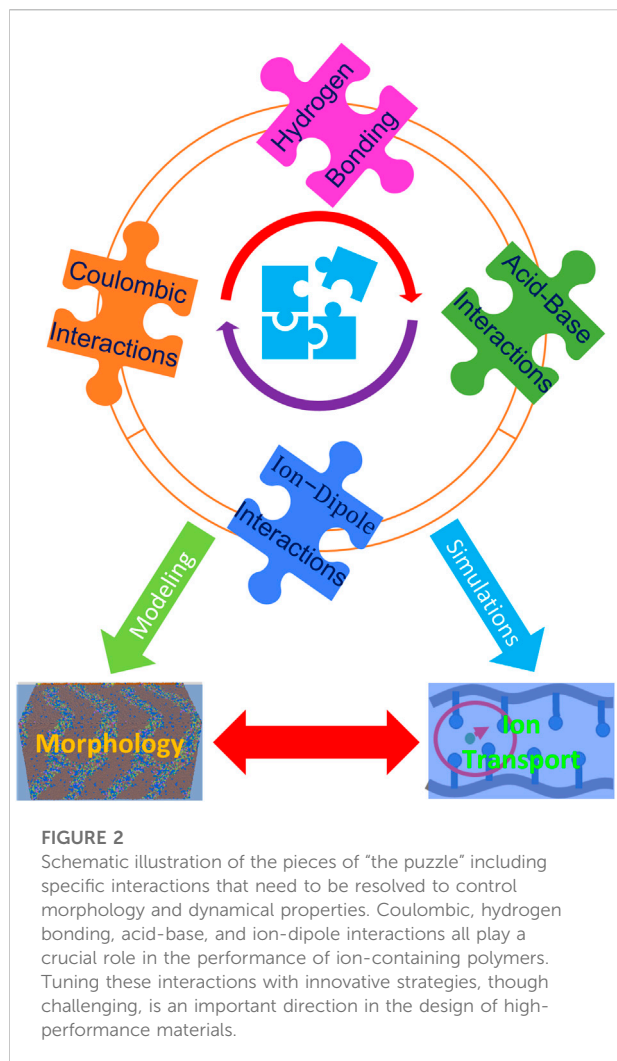 Hydrogen
Bonding
Coulombic
Interactions
Acid-Base
Interactions
Ion-Dipole
Interactions
Modeling
Simulations
Morphology
Ion
Transport
FIGURE 2
Schematic illustration of the pieces of “the puzzle” including
specific interactions that need to be resolved to control
morphology and dynamical properties. Coulombic, hydrogen
bonding, acid-base, and ion-dipole interactions all play a
crucial role in the performance of ion-containing polymers.
Tuning these interactions with innovative strategies, though
challenging, is an important direction in the design of high-
performance materials.